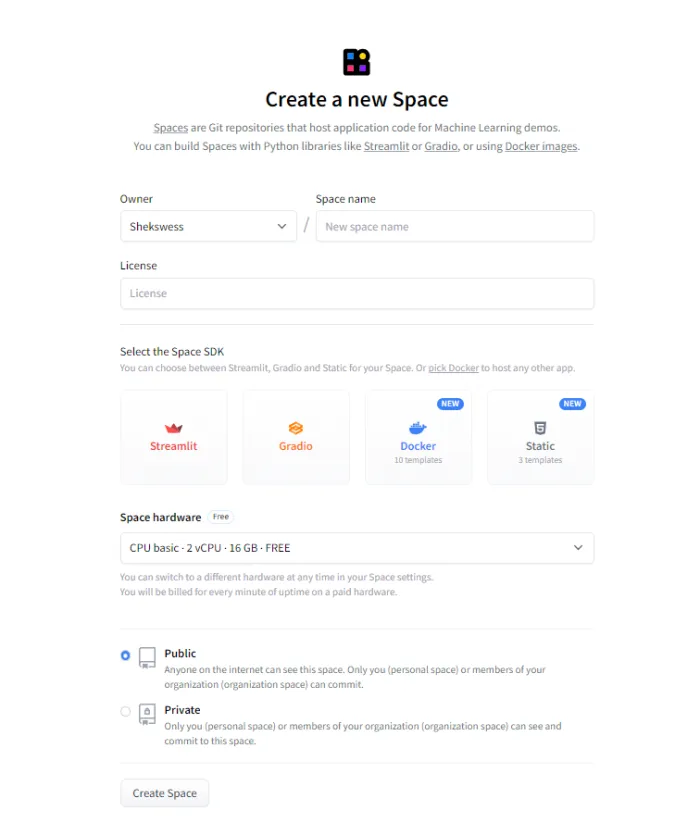 Create a new Space
Spaces are Git repositories that host application code for Machine Learning demos.
You can build Spaces with Python libraries like Streamlit or Gradio, or using Docker images.
Owner
Space name
Shekswess
/
New space name
License
License
Select the Space SDK
You can choose between Streamlit, Gradio and Static for your Space. Or pick Docker to host any other app.
Streamlit
Gradio
NEW
Docker
10 templates
NEW
Static
3 templates
Space hardware Free
CPU basic · 2 vCPU · 16 GB · FREE
You can switch to a different hardware at any time in your Space settings.
You will be billed for every minute of uptime on a paid hardware.
Public
Anyone on the internet can see this space. Only you (personal space) or members of your
organization (organization space) can commit.
Private
Only you (personal space) or members of your organization (organization space) can see and
commit to this space.
Create Space